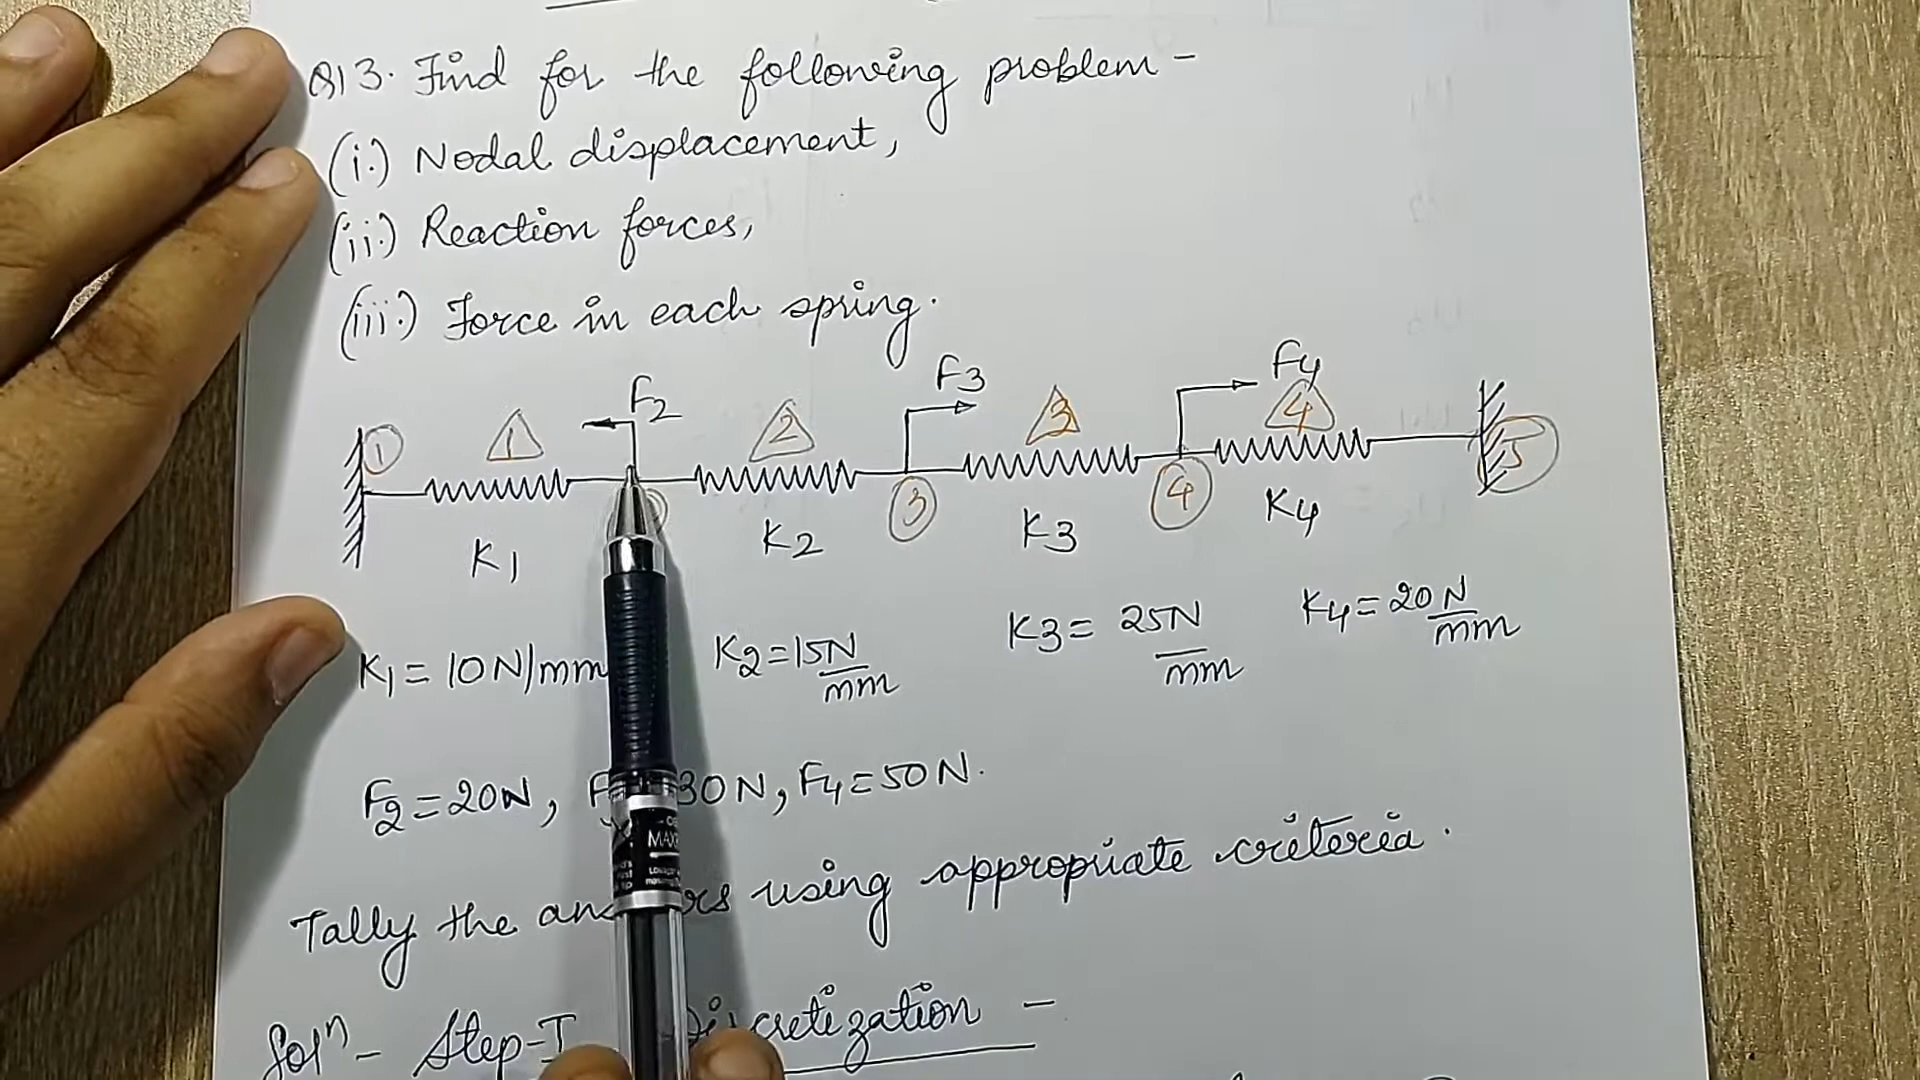 Q13. Find for the following problem -
(i.) Nodal displacement,
(ii.) Reaction forces,
(iii.) Force in each spring.
F2 F3 F4
1 1 2 3 4
3 4 5
K1 K2 K3 K4
K1 = 10N/mm K2=15N/mm K3= 25N/mm K4=20N/mm
F2=20N, 30N, F4=50N.
Tally the using appropriate criteria.
Solⁿ - Step-I Discretization -
MAX